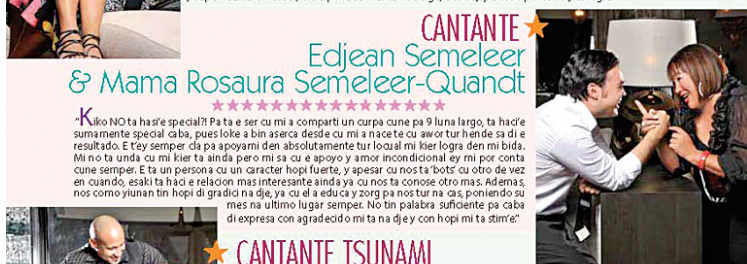 CANTANTE
Edjean Semeleer
& Mama Rosaura Semeleer-Quandt
"Kiko NO ta hasi'e special?! Pa ta e ser cu mi a comparti un curpa cune pa 9 luna largo, ta haci'e
sumamente special caba, pues loke a bin aserca desde cu mi a nace te cu awor tur hende sa di e
resultado. E t'ey semper cla pa apoyami den absolutamente tur locual mi kier logra den mi bida.
Mi no ta unda cu mi kier ta ainda pero mi sa cu e apoyo y amor incondicional ey mi por conta
cune semper. E ta un persona cu un caracter hopi fuerte, y apesar cu nos ta 'bots' cu otro de vez
en cuando, esaki ta haci e relacion mas interesante ainda ya cu nos ta conose otro mas. Ademas,
nos como yiunan tin hopi di gradici na dje, ya cu el a educa y zorg pa nos tur na cas, poniendo su
mes na ultimo lugar semper. No tin palabra suficiente pa caba
di expresa con agradecido mi ta na dje y con hopi mi ta stim'e."
CANTANTE TSUNAMI